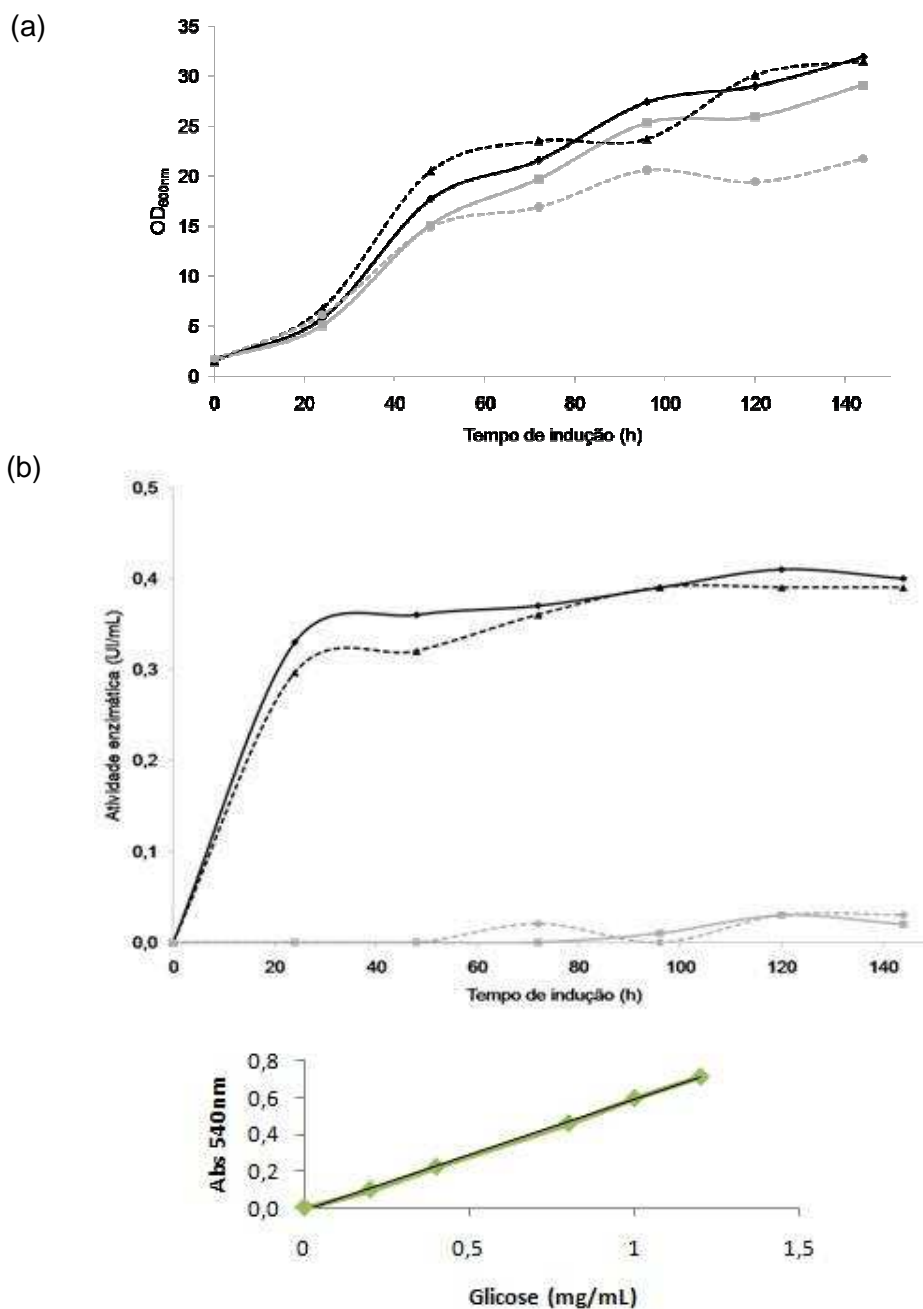 (a)
35
30
25
20
15
10
5
0
OD600nm
0 20 40 60 80 100 120 140
Tempo de indução (h)
(b)
0,5
0,4
0,3
0,2
0,1
0,0
Atividade enzimática (UI/mL)
0 20 40 60 80 100 120 140
Tempo de indução (h)
0,8
0,6
0,4
0,2
0,0
Abs 540nm
0 0,5 1 1,5
Glicose (mg/mL)